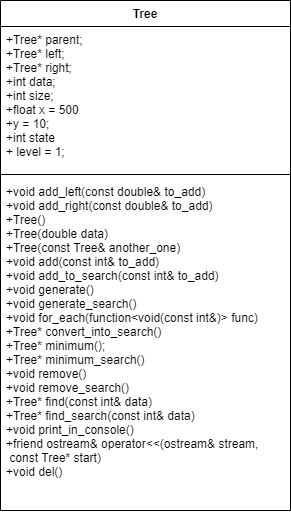 Tree
+Tree* parent;
+Tree* left;
+Tree* right;
+int data;
+int size;
+float x = 500
+y = 10;
+int state
+ level = 1;
+void add_left(const double& to_add)
+void add_right(const double& to_add)
+Tree()
+Tree(double data)
+Tree(const Tree& another_one)
+void add(const int& to_add)
+void add_to_search(const int& to_add)
+void generate()
+void generate_search()
+void for_each(function<void(const int&)> func)
+Tree* convert_into_search()
+Tree* minimum();
+Tree* minimum_search()
+void remove()
+void remove_search()
+Tree* find(const int& data)
+Tree* find_search(const int& data)
+void print_in_console()
+friend ostream& operator<<(ostream& stream,
const Tree* start)
+void del()